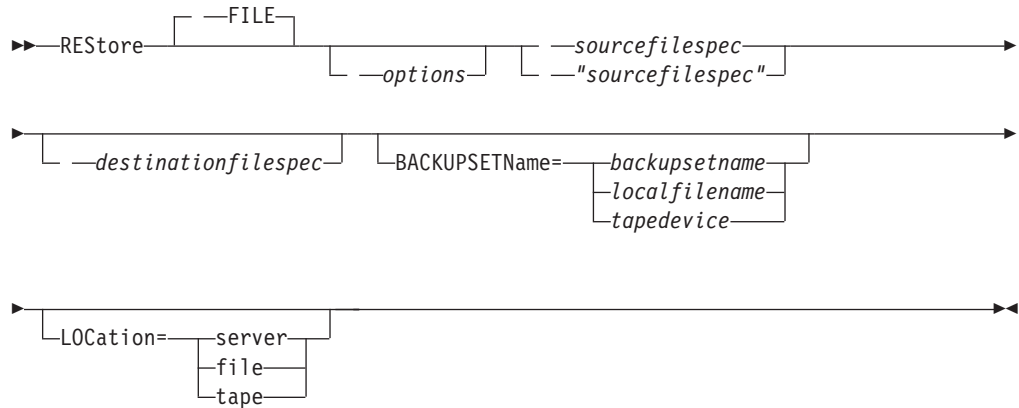 FILE
REStore
options
sourcefilespec
"sourcefilespec"
destinationfilespec
BACKUPSETName=
backupsetname
localfilename
tapedevice
LOCation=
server
file
tape